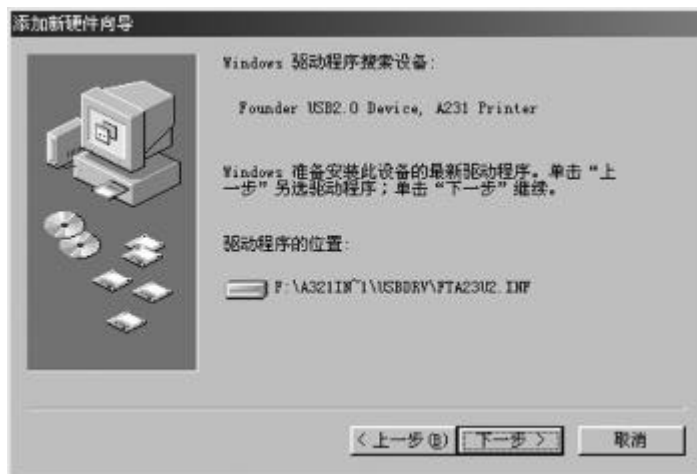 添加新硬件向导
Windows 驱动程序搜索设备:
Founder USB2.0 Device, A231 Printer
Windows 准备安装此设备的最新驱动程序。单击“上
一步”另选驱动程序；单击“下一步”继续。
驱动程序的位置:
F:\A321IN~1\USBDRV\FTA23U2.INF
< 上一步(B) 下一步 > 取消